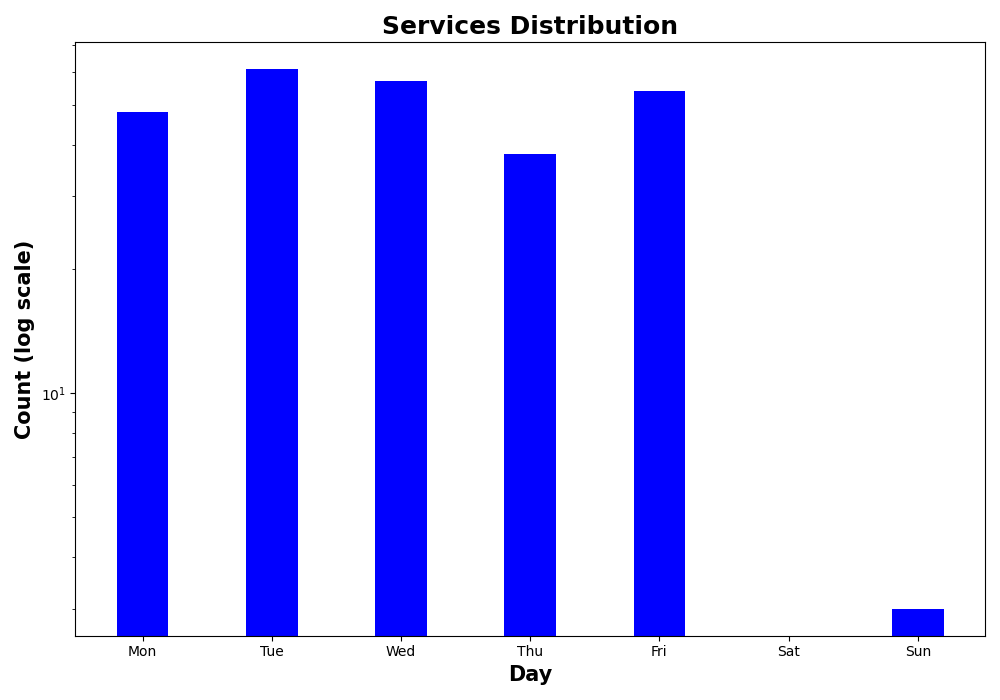 Services Distribution
Count (log scale)
10¹
Mon Tue Wed Thu Fri Sat Sun
Day